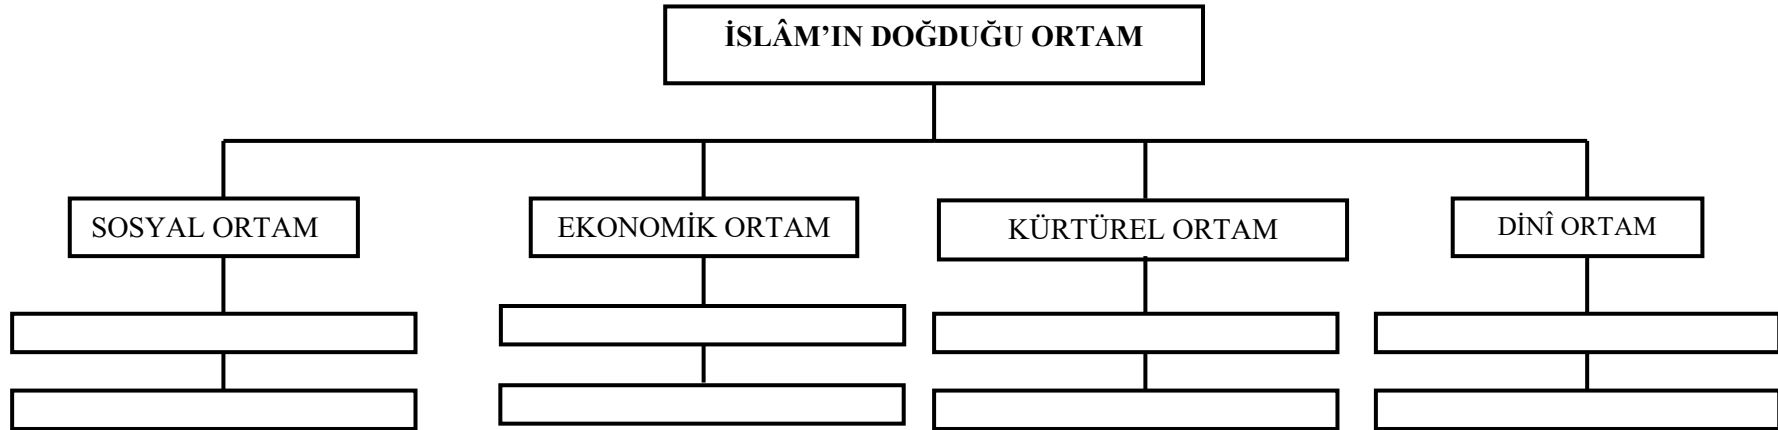 İSLÂM’IN DOĞDUĞU ORTAM
SOSYAL ORTAM
EKONOMİK ORTAM
KÜRTÜREL ORTAM
DİNÎ ORTAM